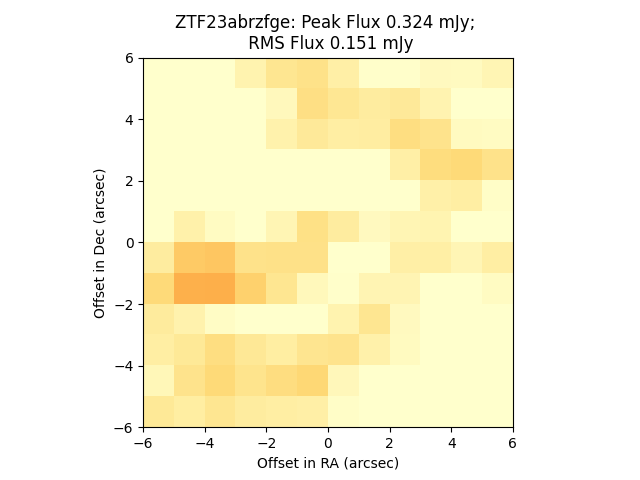 ZTF23abrzfge: Peak Flux 0.324 mJy;
RMS Flux 0.151 mJy
6
4
2
0
−2
−4
−6
Offset in Dec (arcsec)
−6 −4 −2 0 2 4 6
Offset in RA (arcsec)